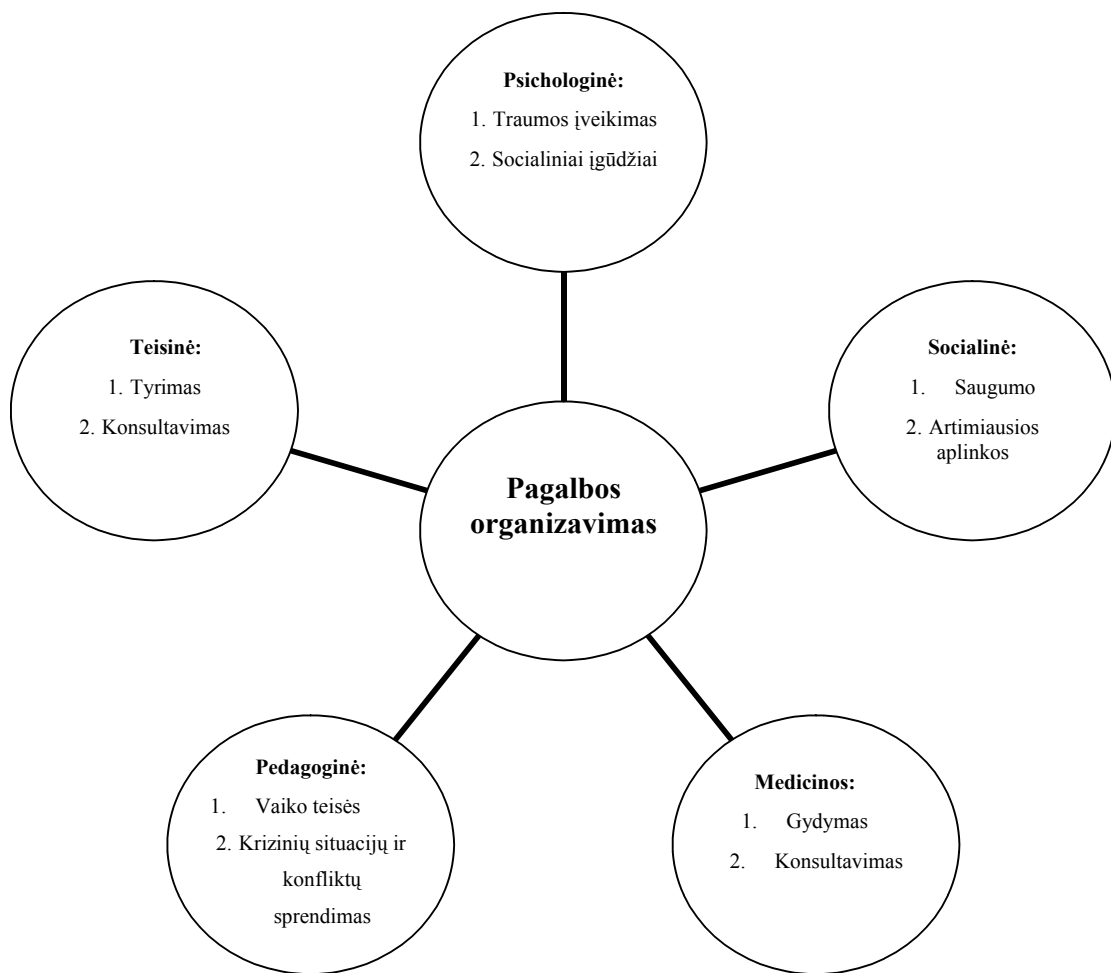 Psichologinė:
1. Traumos įveikimas
2. Socialiniai įgūdžiai
Teisinė:
1. Tyrimas
2. Konsultavimas
Socialinė:
1. Saugumo
2. Artimiausios
aplinkos
Pagalbos
organizavimas
Pedagoginė:
1. Vaiko teisės
2. Krizinių situacijų ir
konfliktų
sprendimas
Medicinos:
1. Gydymas
2. Konsultavimas